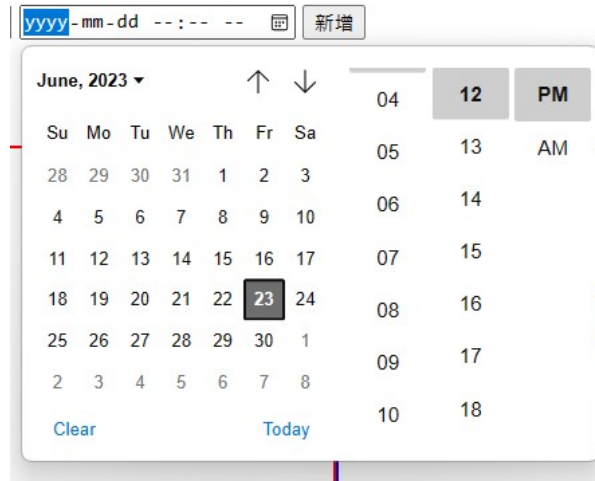 yyyy-mm-dd --:-- -- 新增
June, 2023
Su Mo Tu We Th Fr Sa
28 29 30 31 1 2 3
4 5 6 7 8 9 10
11 12 13 14 15 16 17
18 19 20 21 22 23 24
25 26 27 28 29 30 1
2 3 4 5 6 7 8
Clear Today
04 12 PM
05 13 AM
06 14
07 15
08 16
09 17
10 18